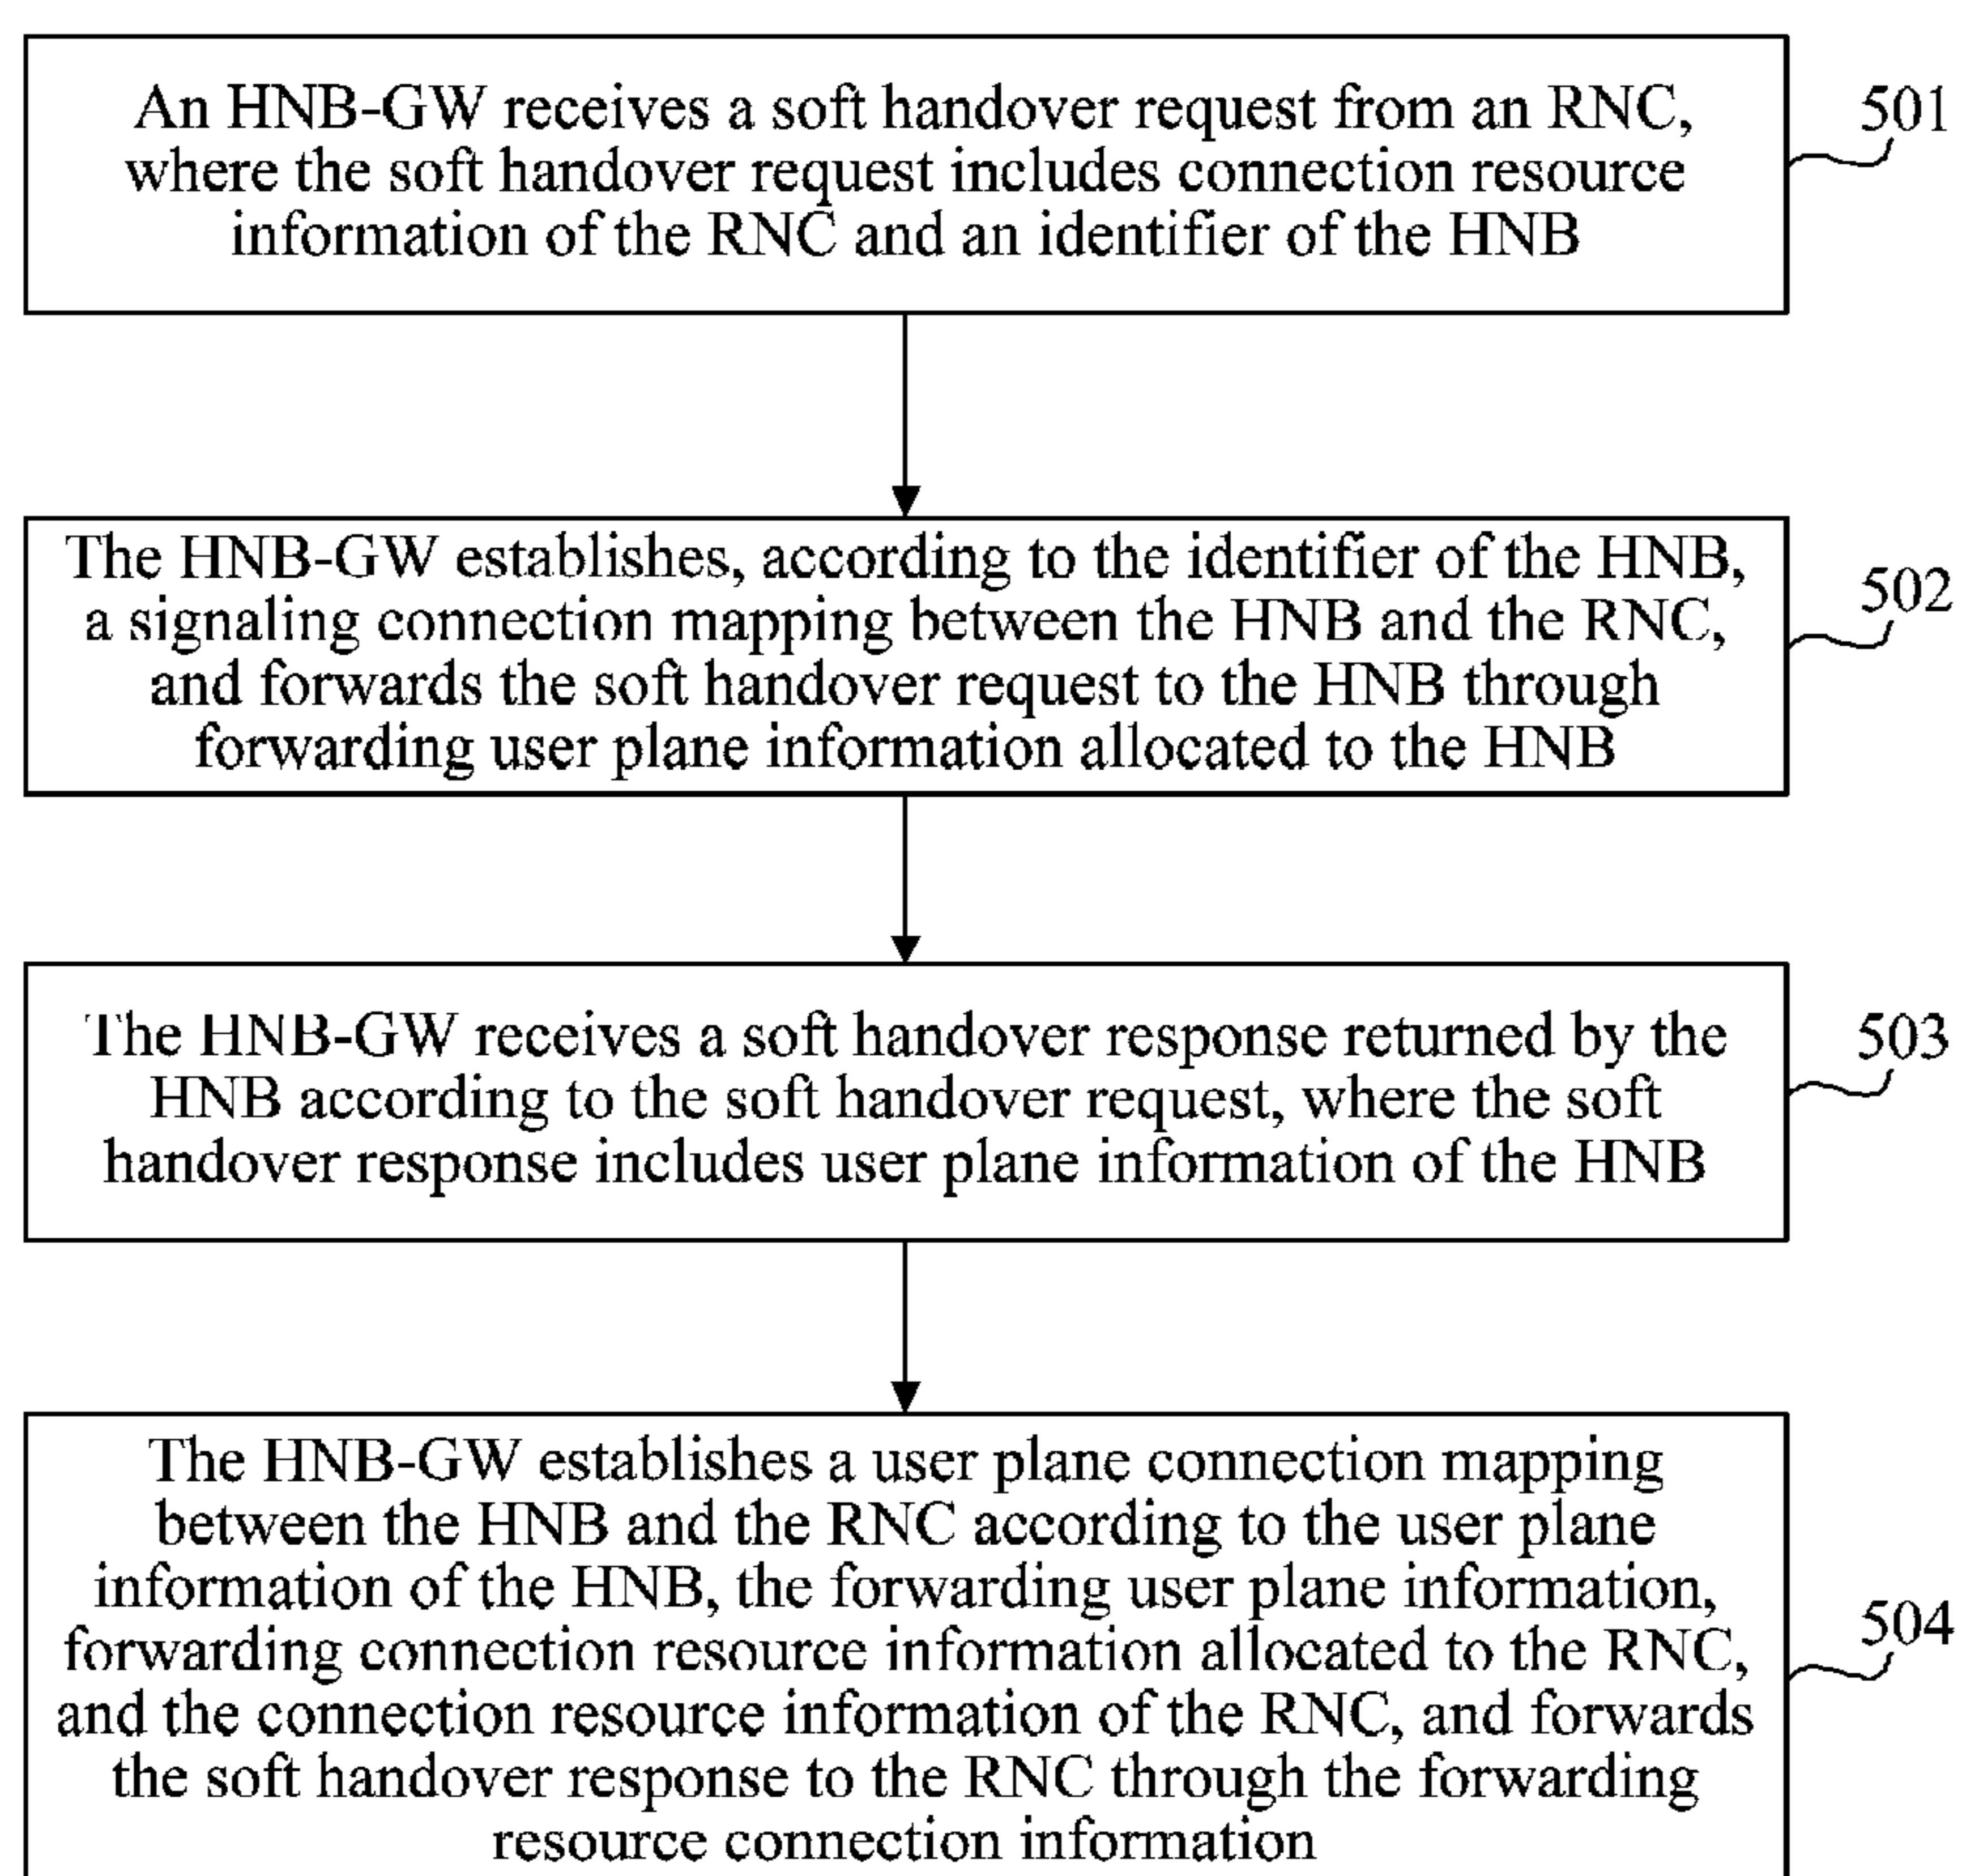 An HNB-GW receives a soft handover request from an RNC,
where the soft handover request includes connection resource
information of the RNC and an identifier of the HNB
501
The HNB-GW establishes, according to the identifier of the HNB,
a signaling connection mapping between the HNB and the RNC,
and forwards the soft handover request to the HNB through
forwarding user plane information allocated to the HNB
502
The HNB-GW receives a soft handover response returned by the
HNB according to the soft handover request, where the soft
handover response includes user plane information of the HNB
503
The HNB-GW establishes a user plane connection mapping
between the HNB and the RNC according to the user plane
information of the HNB, the forwarding user plane information,
forwarding connection resource information allocated to the RNC,
and the connection resource information of the RNC, and forwards
the soft handover response to the RNC through the forwarding
resource connection information
504